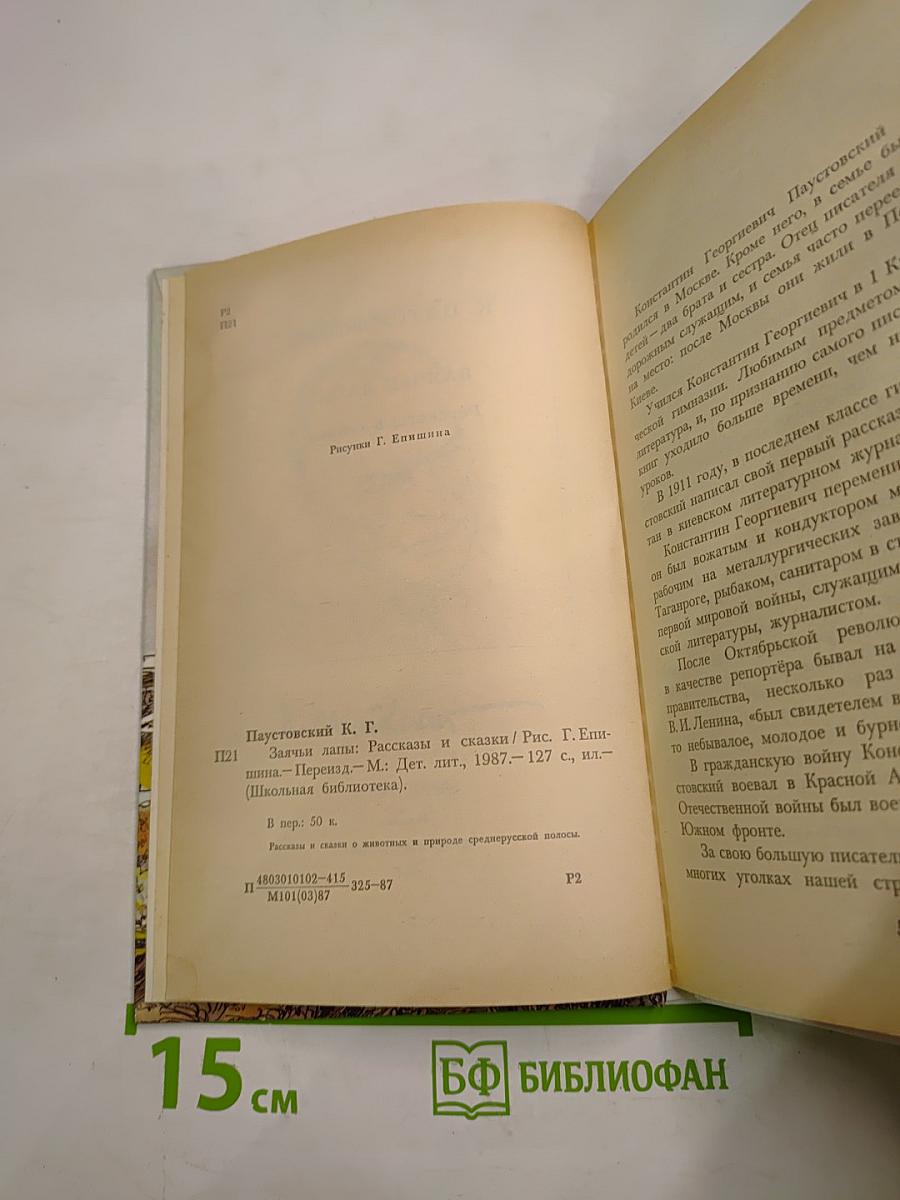 Р2
П21
Рисунки Г. Епишина
Паустовский К. Г.
П21 Заячьи лапы: Рассказы и сказки / Рис. Г. Епи-
шина.— Переизд.— М.: Дет. лит., 1987.— 127 с., ил.—
(Школьная библиотека).
В пер.: 50 к.
Рассказы и сказки о животных и природе среднерусской полосы.
П 4803010102—415 325—87
М101(03)87
Р2
Константин Георгиевич Паустовский
родился в Москве. Кроме него, в семье бы
детей — два брата и сестра. Отец писателя
дорожным служащим, и семья часто перее
на место: после Москвы они жили в П
Киеве.
Учился Константин Георгиевич в 1 К
ческой гимназии. Любимым предметом
литература, и, по признанию самого пис
книг уходило больше времени, чем н
уроков.
В 1911 году, в последнем классе ги
стовский написал свой первый рассказ
тан в киевском литературном журна
Константин Георгиевич перемени
он был вожатым и кондуктором м
рабочим на металлургических зав
Таганроге, рыбаком, санитаром в ст
первой мировой войны, служащим
ской литературы, журналистом.
После Октябрьской револю
в качестве репортёра бывал на
правительства, несколько раз
В. И. Ленина, «был свидетелем в
то небывалое, молодое и бурн
В гражданскую войну Конс
стовский воевал в Красной А
Отечественной войны был вое
Южном фронте.
За свою большую писатель
многих уголках нашей стр
15 см
БФ БИБЛИОФАН